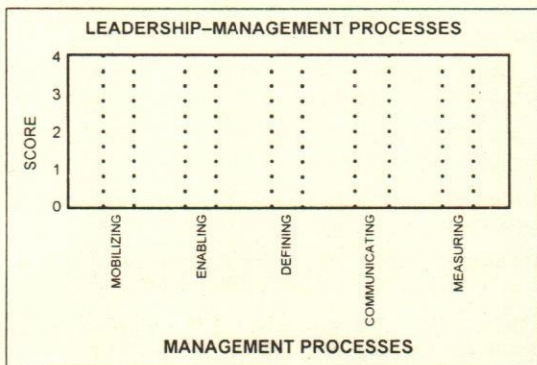 LEADERSHIP–MANAGEMENT PROCESSES
SCORE
4
3
2
1
0
MOBILIZING
ENABLING
DEFINING
COMMUNICATING
MEASURING
MANAGEMENT PROCESSES